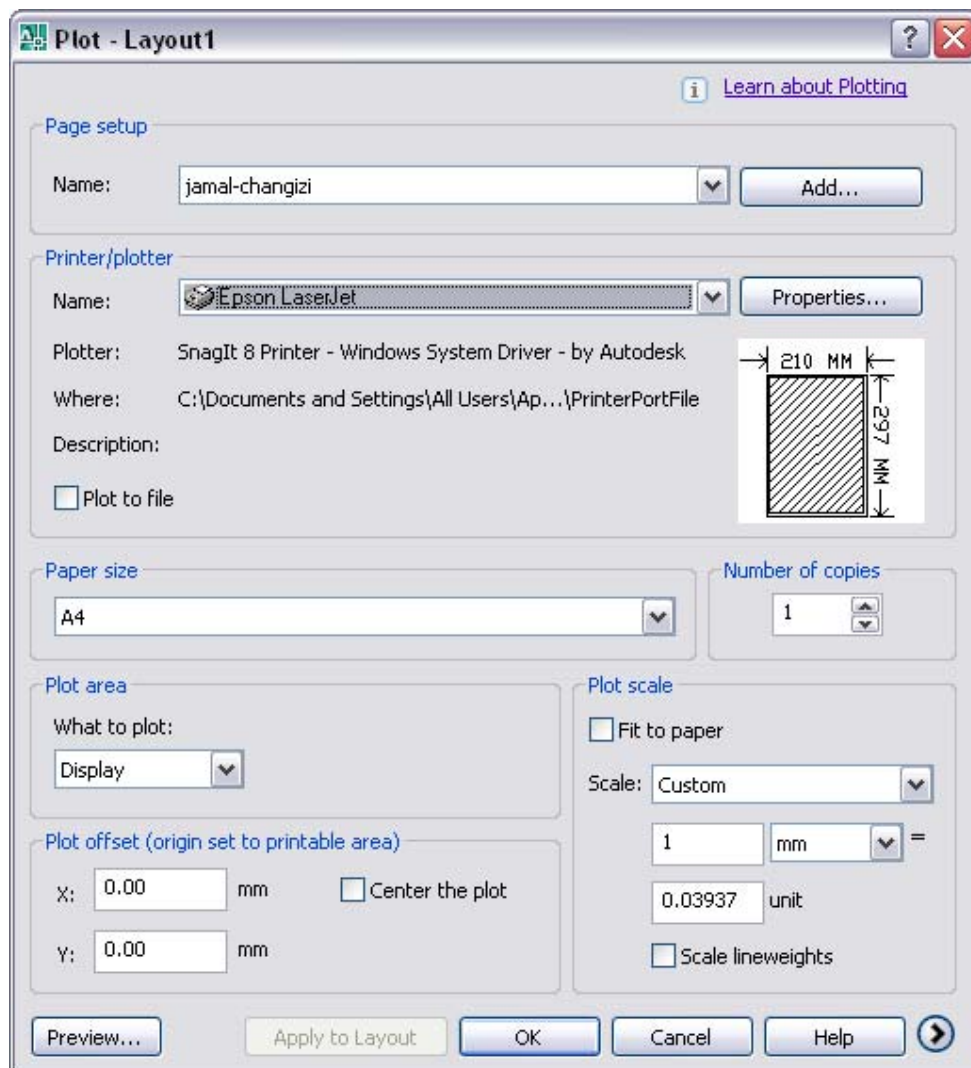 Plot - Layout1
Learn about Plotting
Page setup
Name: jamal-changizi Add...
Printer/plotter
Name: Epson LaserJet Properties...
Plotter: SnagIt 8 Printer - Windows System Driver - by Autodesk
Where: C:\Documents and Settings\All Users\Ap...\PrinterPortFile
Description:
Plot to file
210 MM
297 MM
Paper size
A4
Number of copies
1
Plot area
What to plot:
Display
Plot scale
Fit to paper
Scale: Custom
1 mm =
0.03937 unit
Scale lineweights
Plot offset (origin set to printable area)
X: 0.00 mm Center the plot
Y: 0.00 mm
Preview... Apply to Layout OK Cancel Help